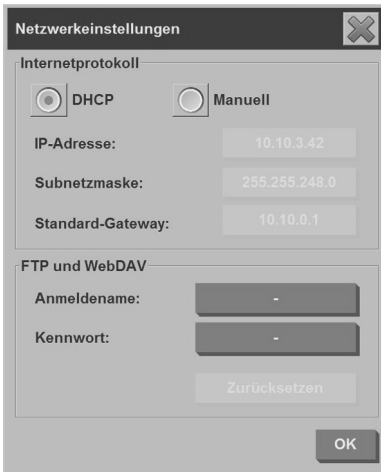 Netzwerkeinstellungen
Internetprotokoll
DHCP Manuell
IP-Adresse: 10.10.3.42
Subnetzmaske: 255.255.248.0
Standard-Gateway: 10.10.0.1
FTP und WebDAV
Anmeldename: -
Kennwort: -
Zurücksetzen
OK